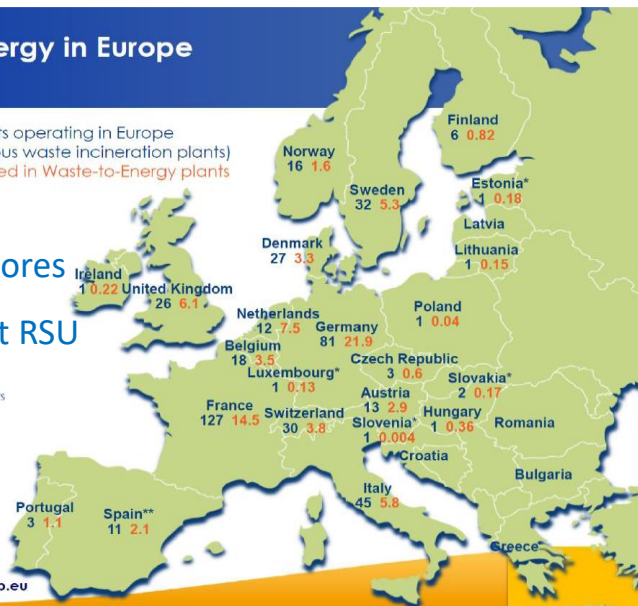 ergy in Europe
ts operating in Europe
ous waste incineration plants)
ed in Waste-to-Energy plants
ores
t RSU
Finland
6 0.82
Norway
16 1.6
Sweden
32 5.3
Estonia*
1 0.18
Latvia
Lithuania
1 0.15
Denmark
27 3.3
Ireland
1 0.22
United Kingdom
26 6.1
Netherlands
12 7.5
Germany
81 21.9
Poland
1 0.04
Belgium
18 3.5
Czech Republic
3 0.6
Luxembourg*
1 0.13
Slovakia*
2 0.17
Austria
13 2.9
France
127 14.5
Switzerland
30 3.8
Hungary
1 0.36
Slovenia*
1 0.004
Romania
Croatia
Bulgaria
Italy
45 5.8
Portugal
3 1.1
Spain**
11 2.1
Greece
p.eu